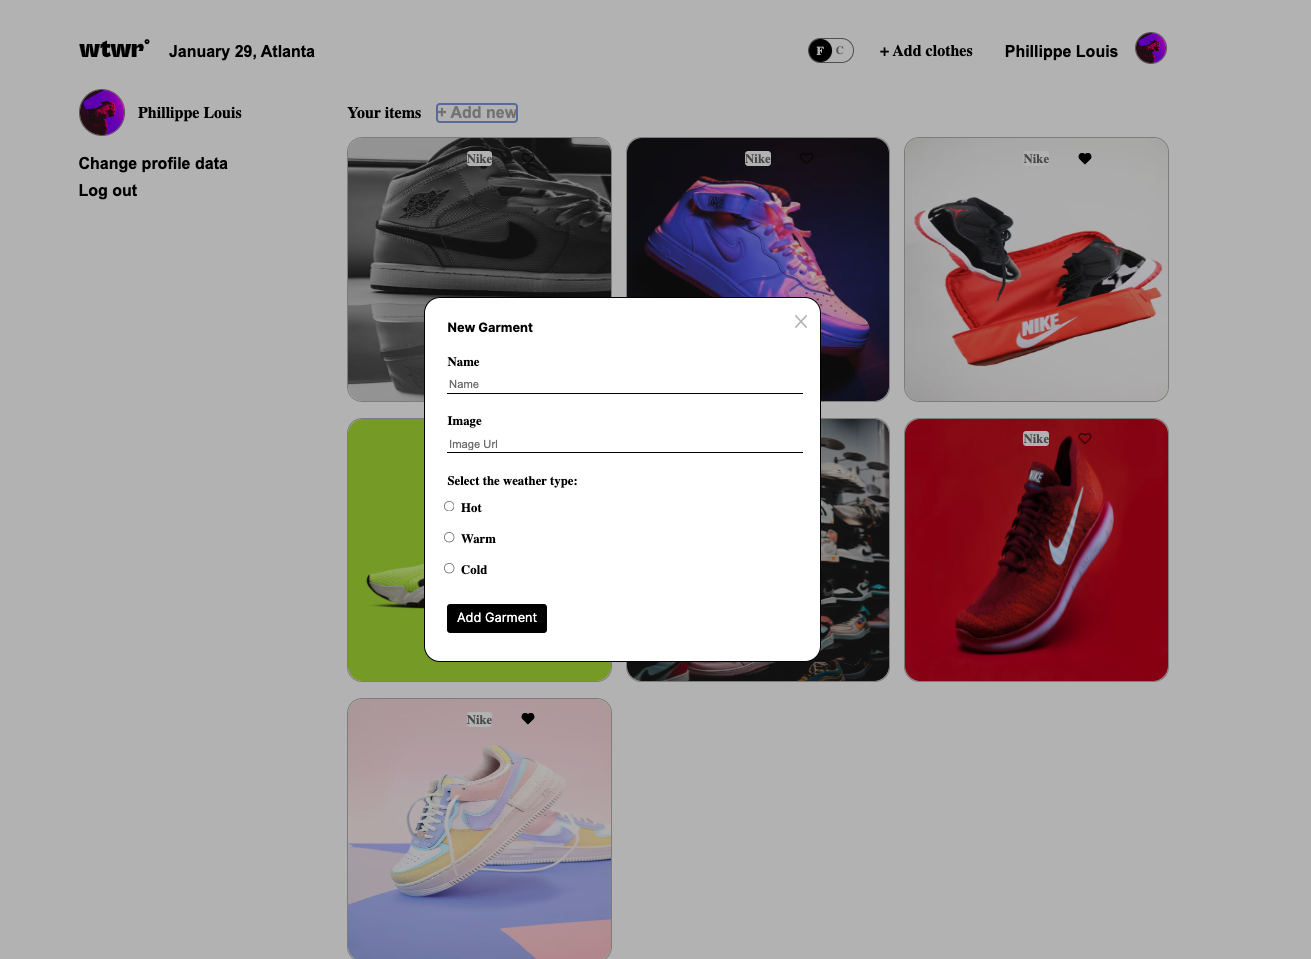 wtwr°
January 29, Atlanta
F C
+ Add clothes
Phillippe Louis
Phillippe Louis
Change profile data
Log out
Your items
+ Add new
Nike
Nike
Nike
NIKE
New Garment
Name
Name
Image
Image Url
Select the weather type:
Hot
Warm
Cold
Add Garment
Nike
NIKE
Nike